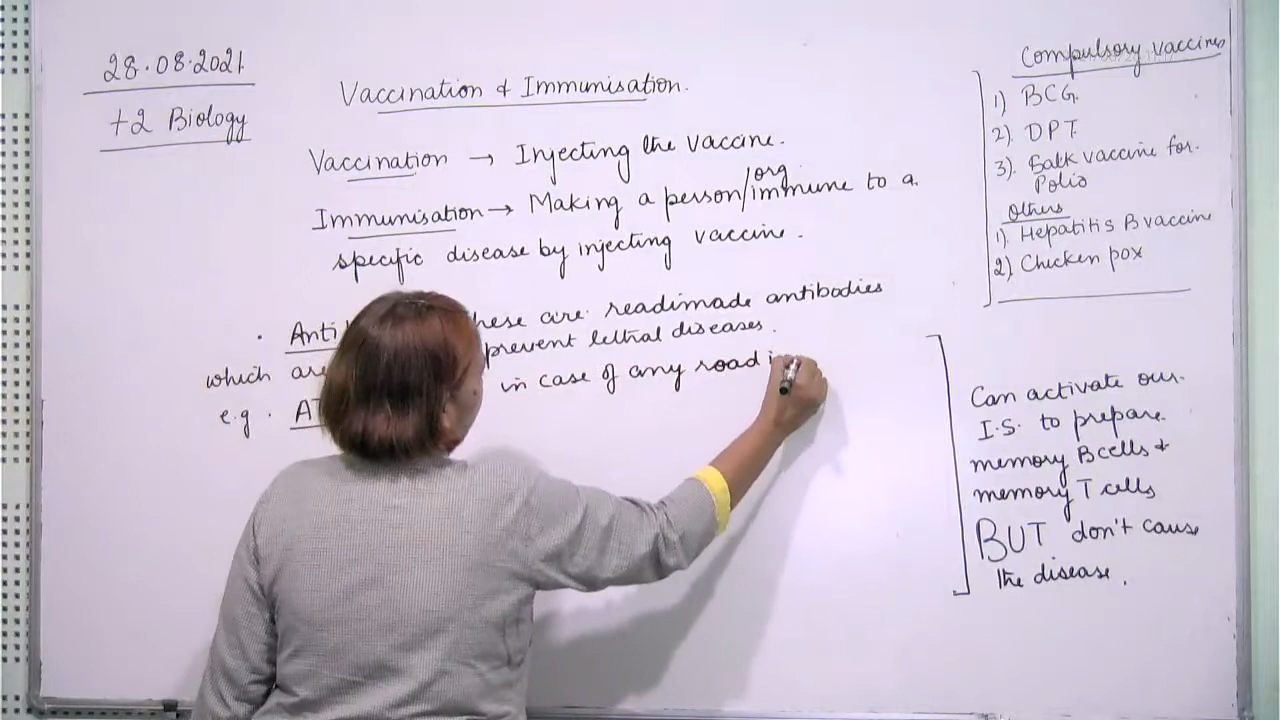 28.08.2021
+2 Biology
Vaccination & Immunisation.
Vaccination → Injecting the vaccine.
Immunisation → Making a person/org immune to a
specific disease by injecting vaccine.
. Anti hese are readimade antibodies
which are prevent lethal diseases.
e.g. AT in case of any road i
Compulsory vaccines
1) BCG.
2). DPT
3). Salk vaccine for.
Polio
Others
1). Hepatitis B vaccine
2). Chicken pox
Can activate our.
I.S. to prepare
memory B cells &
memory T cells
BUT don't cause
the disease.